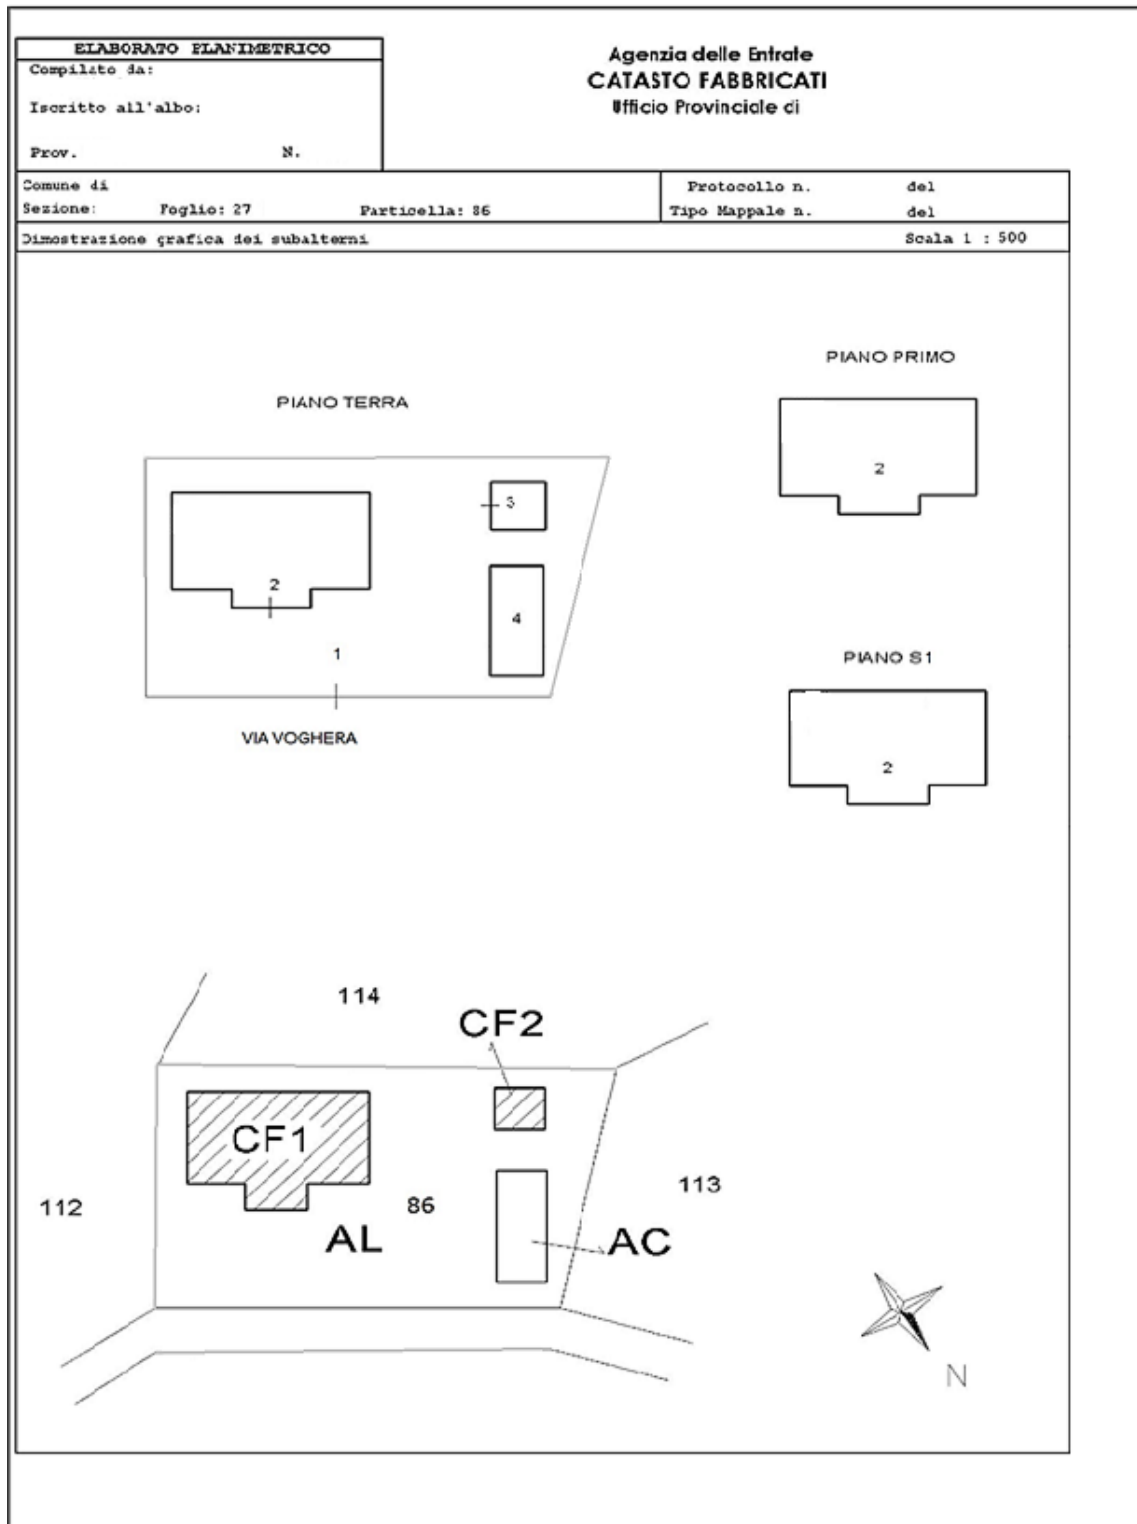 ELABORATO PLANIMETRICO
Compilato da:
Iscritto all'albo:
Prov. N.
Agenzia delle Entrate
CATASTO FABBRICATI
Ufficio Provinciale di
Comune di
Sezione: Foglio: 27 Particella: 86
Protocollo n. del
Tipo Mappale n. del
Dimostrazione grafica dei subalterni Scala 1 : 500
PIANO PRIMO
2
PIANO TERRA
3
2
4
1
VIA VOGHERA
PIANO S1
2
114
CF2
CF1
112
86
113
AL
AC
N